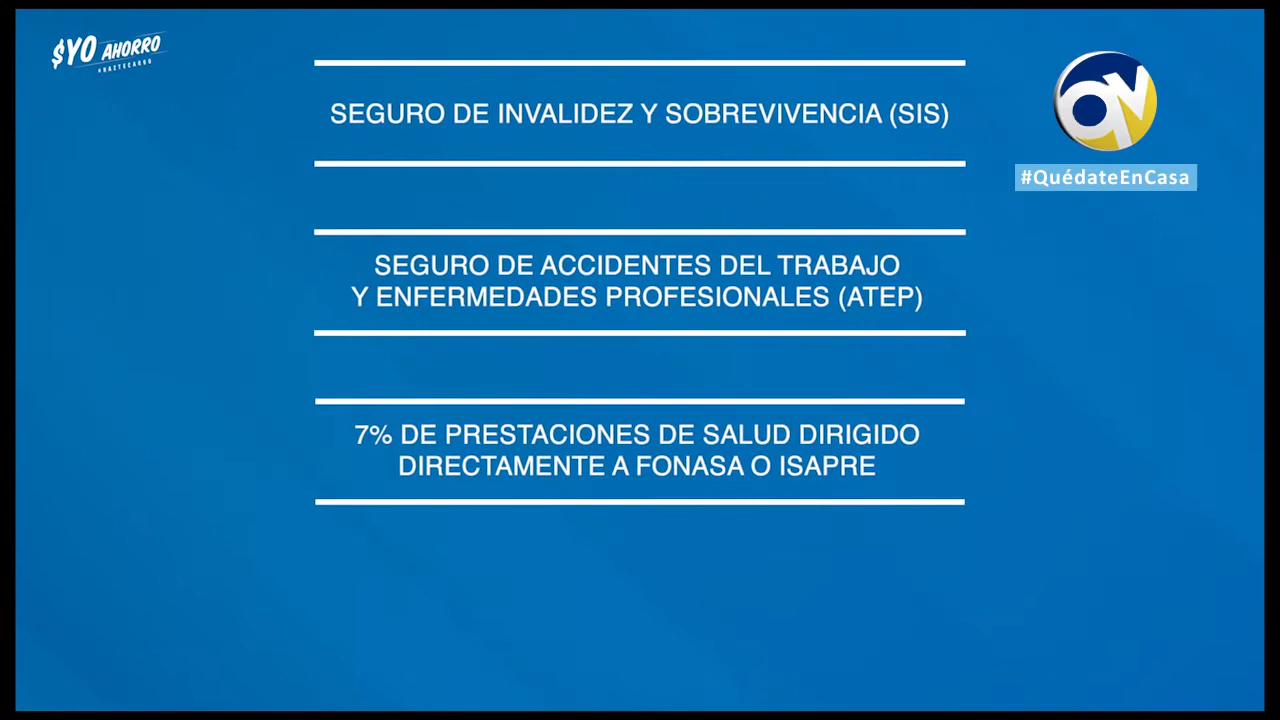 $YO AHORRO
#HAZTECARGO
SEGURO DE INVALIDEZ Y SOBREVIVENCIA (SIS)
#QuédateEnCasa
SEGURO DE ACCIDENTES DEL TRABAJO
Y ENFERMEDADES PROFESIONALES (ATEP)
7% DE PRESTACIONES DE SALUD DIRIGIDO
DIRECTAMENTE A FONASA O ISAPRE